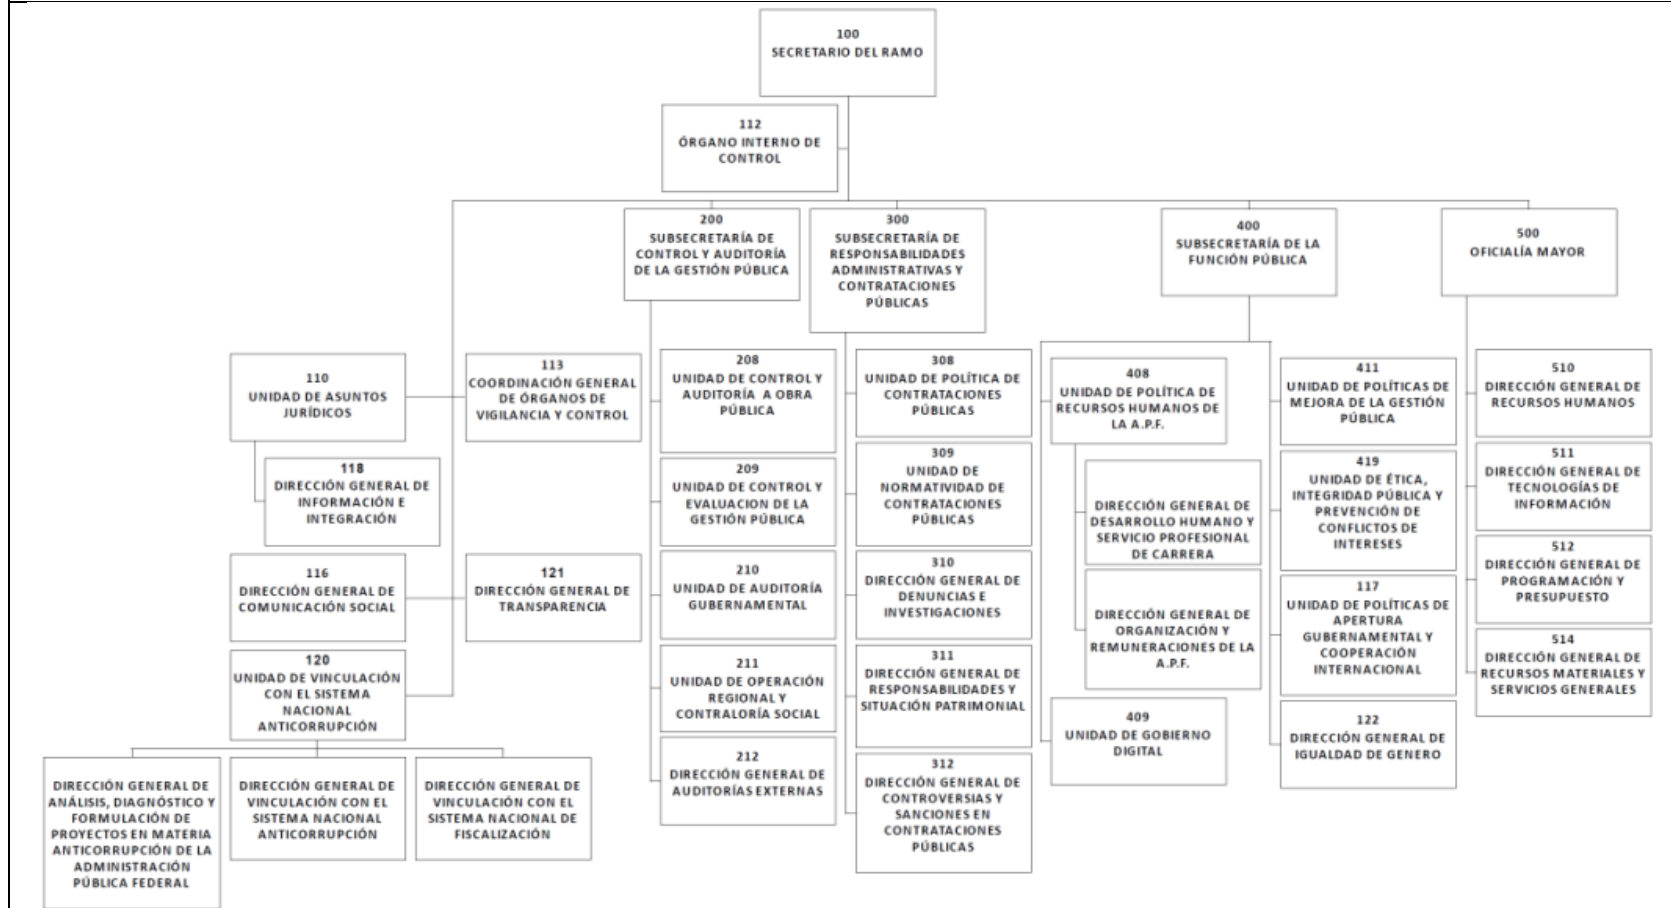 100
SECRETARIO DEL RAMO
112
ÓRGANO INTERNO DE
CONTROL
200
SUBSECRETARÍA DE
CONTROL Y AUDITORÍA
DE LA GESTIÓN PÚBLICA
300
SUBSECRETARÍA DE
RESPONSABILIDADES
ADMINISTRATIVAS Y
CONTRATACIONES
PÚBLICAS
400
SUBSECRETARÍA DE LA
FUNCIÓN PÚBLICA
500
OFICIALÍA MAYOR
110
UNIDAD DE ASUNTOS
JURÍDICOS
113
COORDINACIÓN GENERAL
DE ÓRGANOS DE
VIGILANCIA Y CONTROL
118
DIRECCIÓN GENERAL DE
INFORMACIÓN E
INTEGRACIÓN
116
DIRECCIÓN GENERAL DE
COMUNICACIÓN SOCIAL
121
DIRECCIÓN GENERAL DE
TRANSPARENCIA
120
UNIDAD DE VINCULACIÓN
CON EL SISTEMA
NACIONAL
ANTICORRUPCIÓN
DIRECCIÓN GENERAL DE
ANÁLISIS, DIAGNÓSTICO Y
FORMULACIÓN DE
PROYECTOS EN MATERIA
ANTICORRUPCIÓN DE LA
ADMINISTRACIÓN
PÚBLICA FEDERAL
DIRECCIÓN GENERAL DE
VINCULACIÓN CON EL
SISTEMA NACIONAL
ANTICORRUPCIÓN
DIRECCIÓN GENERAL DE
VINCULACIÓN CON EL
SISTEMA NACIONAL DE
FISCALIZACIÓN
208
UNIDAD DE CONTROL Y
AUDITORÍA A OBRA
PÚBLICA
209
UNIDAD DE CONTROL Y
EVALUACION DE LA
GESTIÓN PÚBLICA
210
UNIDAD DE AUDITORÍA
GUBERNAMENTAL
211
UNIDAD DE OPERACIÓN
REGIONAL Y
CONTRALORÍA SOCIAL
212
DIRECCIÓN GENERAL DE
AUDITORÍAS EXTERNAS
308
UNIDAD DE POLÍTICA DE
CONTRATACIONES
PÚBLICAS
309
UNIDAD DE
NORMATIVIDAD DE
CONTRATACIONES
PÚBLICAS
310
DIRECCIÓN GENERAL DE
DENUNCIAS E
INVESTIGACIONES
311
DIRECCIÓN GENERAL DE
RESPONSABILIDADES Y
SITUACIÓN PATRIMONIAL
312
DIRECCIÓN GENERAL DE
CONTROVERSIAS Y
SANCIONES EN
CONTRATACIONES
PÚBLICAS
408
UNIDAD DE POLÍTICA DE
RECURSOS HUMANOS DE
LA A.P.F.
DIRECCIÓN GENERAL DE
DESARROLLO HUMANO Y
SERVICIO PROFESIONAL
DE CARRERA
DIRECCIÓN GENERAL DE
ORGANIZACIÓN Y
REMUNERACIONES DE LA
A.P.F.
409
UNIDAD DE GOBIERNO
DIGITAL
411
UNIDAD DE POLÍTICAS DE
MEJORA DE LA GESTIÓN
PÚBLICA
419
UNIDAD DE ÉTICA,
INTEGRIDAD PÚBLICA Y
PREVENCIÓN DE
CONFLICTOS DE
INTERESES
117
UNIDAD DE POLÍTICAS DE
APERTURA
GUBERNAMENTAL Y
COOPERACIÓN
INTERNACIONAL
122
DIRECCIÓN GENERAL DE
IGUALDAD DE GENERO
510
DIRECCIÓN GENERAL DE
RECURSOS HUMANOS
511
DIRECCIÓN GENERAL DE
TECNOLOGÍAS DE
INFORMACIÓN
512
DIRECCIÓN GENERAL DE
PROGRAMACIÓN Y
PRESUPUESTO
514
DIRECCIÓN GENERAL DE
RECURSOS MATERIALES Y
SERVICIOS GENERALES